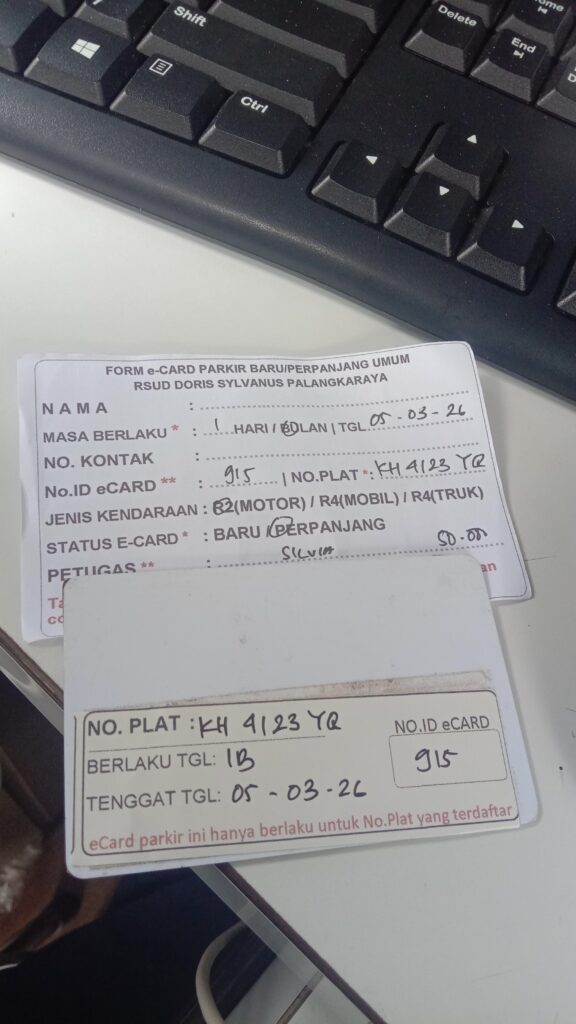 Shift
Delete
Home
End
Ctrl
FORM e-CARD PARKIR BARU/PERPANJANG UMUM
RSUD DORIS SYLVANUS PALANGKARAYA
NAMA :
MASA BERLAKU * : 1 HARI / BULAN | TGL. 05-03-26
NO. KONTAK :
No.ID eCARD ** : 915 | NO.PLAT *: KH 4123 YQ
JENIS KENDARAAN : R2(MOTOR) / R4(MOBIL) / R4(TRUK)
STATUS E-CARD * : BARU / PERPANJANG
PETUGAS ** : SILVIA 50.000
NO. PLAT : KH 4123 YQ
NO.ID eCARD
BERLAKU TGL: 1B
915
TENGGAT TGL: 05-03-26
eCard parkir ini hanya berlaku untuk No.Plat yang terdaftar